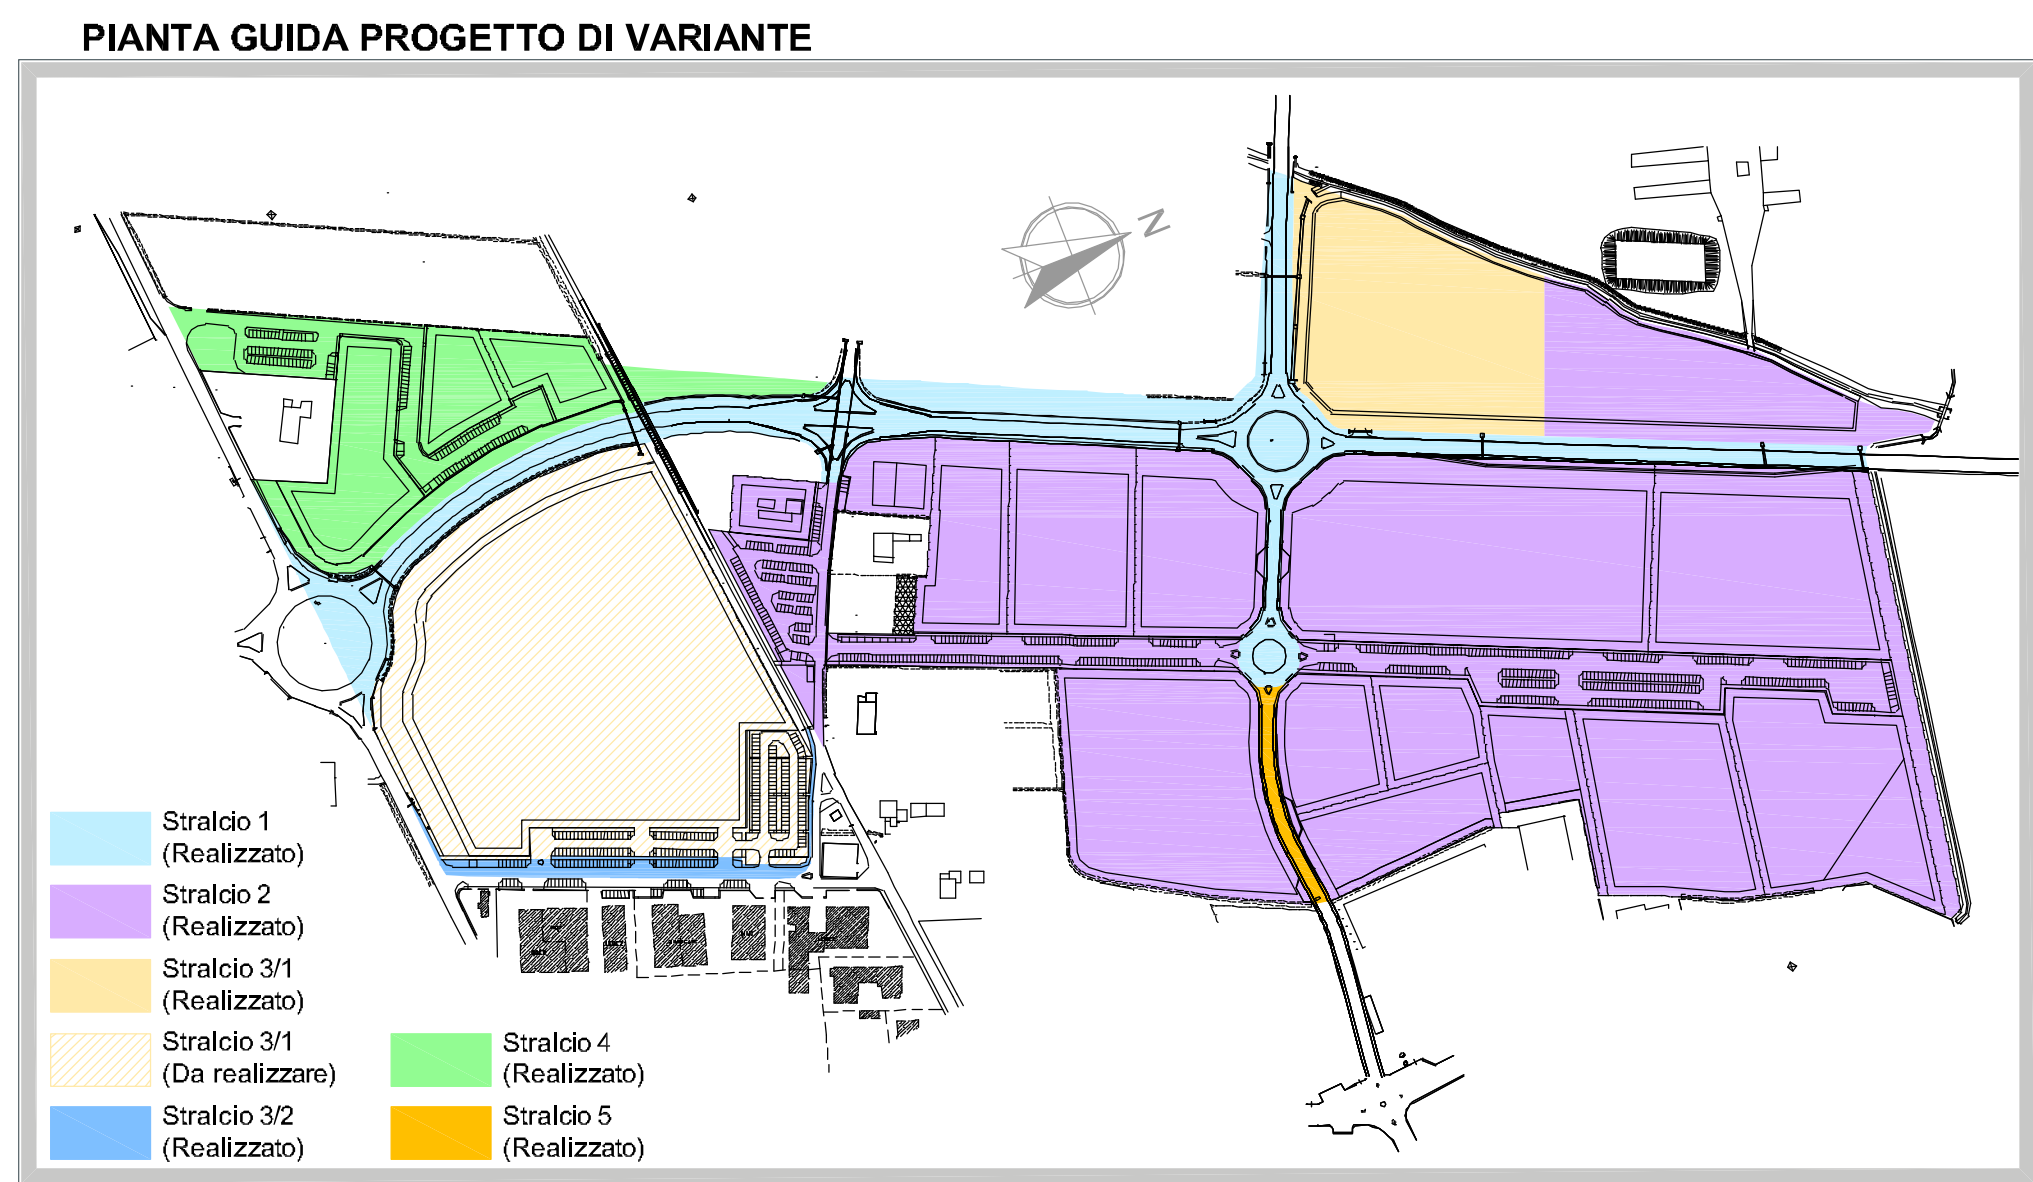 PIANTA GUIDA PROGETTO DI VARIANTE
N
Stralcio 1
(Realizzato)
Stralcio 2
(Realizzato)
Stralcio 3/1
(Realizzato)
Stralcio 3/1
(Da realizzare)
Stralcio 3/2
(Realizzato)
Stralcio 4
(Realizzato)
Stralcio 5
(Realizzato)